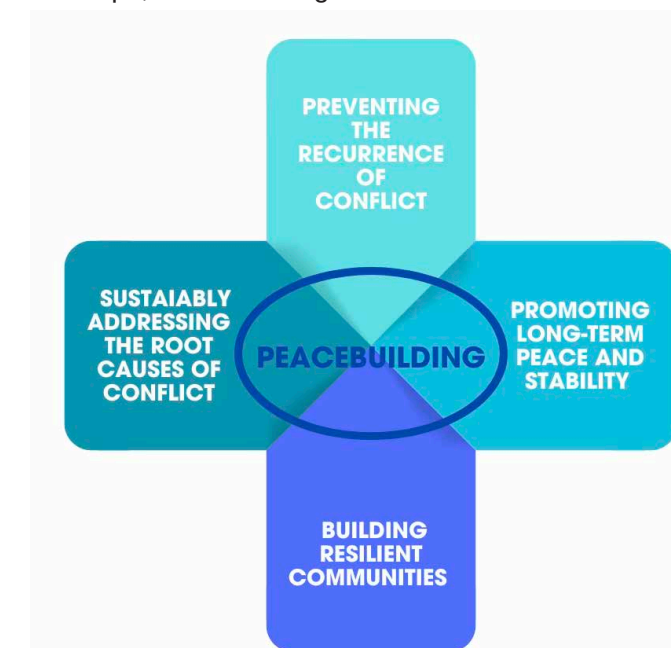 PREVENTING
THE
RECURRENCE
OF
CONFLICT
SUSTAIABLY
ADDRESSING
THE ROOT
CAUSES OF
CONFLICT
PEACEBUILDING
PROMOTING
LONG-TERM
PEACE AND
STABILITY
BUILDING
RESILIENT
COMMUNITIES